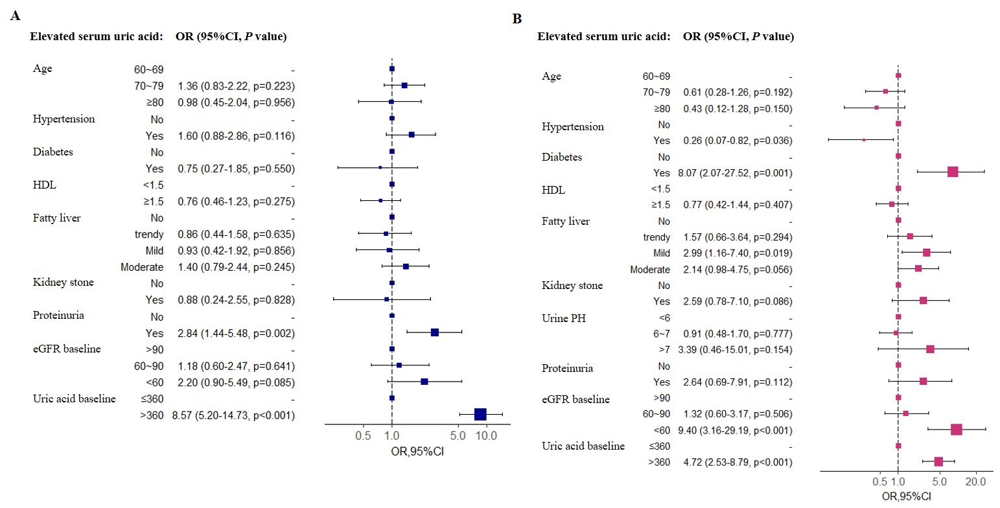 A
Elevated serum uric acid: OR (95%CI, P value)
Age 60~69 -
70~79 1.36 (0.83-2.22, p=0.223)
≥80 0.98 (0.45-2.04, p=0.956)
Hypertension No -
Yes 1.60 (0.88-2.86, p=0.116)
Diabetes No -
Yes 0.75 (0.27-1.85, p=0.550)
HDL <1.5 -
≥1.5 0.76 (0.46-1.23, p=0.275)
Fatty liver No -
trendy 0.86 (0.44-1.58, p=0.635)
Mild 0.93 (0.42-1.92, p=0.856)
Moderate 1.40 (0.79-2.44, p=0.245)
Kidney stone No -
Yes 0.88 (0.24-2.55, p=0.828)
Proteinuria No -
Yes 2.84 (1.44-5.48, p=0.002)
eGFR baseline >90 -
60~90 1.18 (0.60-2.47, p=0.641)
<60 2.20 (0.90-5.49, p=0.085)
Uric acid baseline ≤360 -
>360 8.57 (5.20-14.73, p<0.001)
0.5 1.0 5.0 10.0
OR,95%CI
B
Elevated serum uric acid: OR (95%CI, P value)
Age 60~69 -
70~79 0.61 (0.28-1.26, p=0.192)
≥80 0.43 (0.12-1.28, p=0.150)
Hypertension No -
Yes 0.26 (0.07-0.82, p=0.036)
Diabetes No -
Yes 8.07 (2.07-27.52, p=0.001)
HDL <1.5 -
≥1.5 0.77 (0.42-1.44, p=0.407)
Fatty liver No -
trendy 1.57 (0.66-3.64, p=0.294)
Mild 2.99 (1.16-7.40, p=0.019)
Moderate 2.14 (0.98-4.75, p=0.056)
Kidney stone No -
Yes 2.59 (0.78-7.10, p=0.086)
Urine PH <6 -
6~7 0.91 (0.48-1.70, p=0.777)
>7 3.39 (0.46-15.01, p=0.154)
Proteinuria No -
Yes 2.64 (0.69-7.91, p=0.112)
eGFR baseline >90 -
60~90 1.32 (0.60-3.17, p=0.506)
<60 9.40 (3.16-29.19, p<0.001)
Uric acid baseline ≤360 -
>360 4.72 (2.53-8.79, p<0.001)
0.5 1.0 5.0 20.0
OR,95%CI